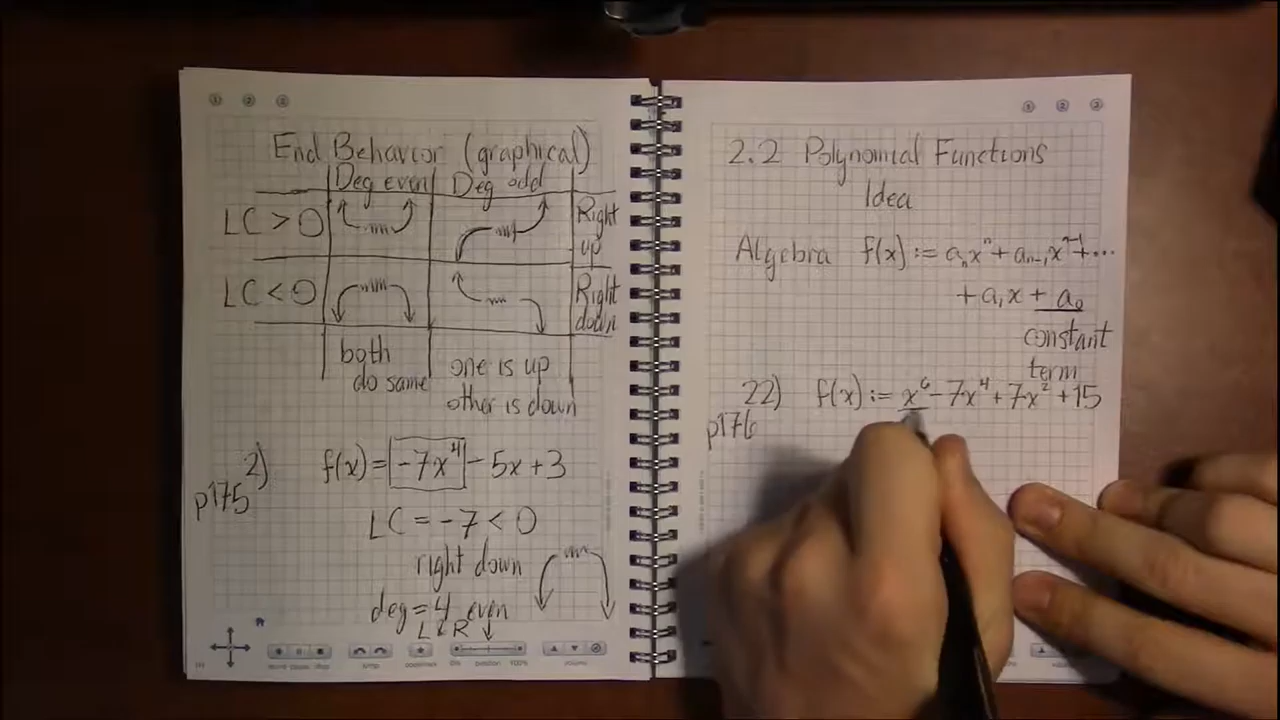 End Behavior (graphical)
Deg even Deg odd
LC > 0
Right up
LC < 0
Right down
both do same
one is up
other is down
2)
p175
f(x) = -7x⁴ - 5x + 3
LC = -7 < 0
right down
deg = 4 even
L↓ R↓
2.2 Polynomial Functions
Idea
Algebra f(x) := aₙxⁿ + aₙ₋₁xⁿ⁻¹ + ...
+ a₁x + a₀
constant
term
22) f(x) := x⁶ - 7x⁴ + 7x² + 15
p176